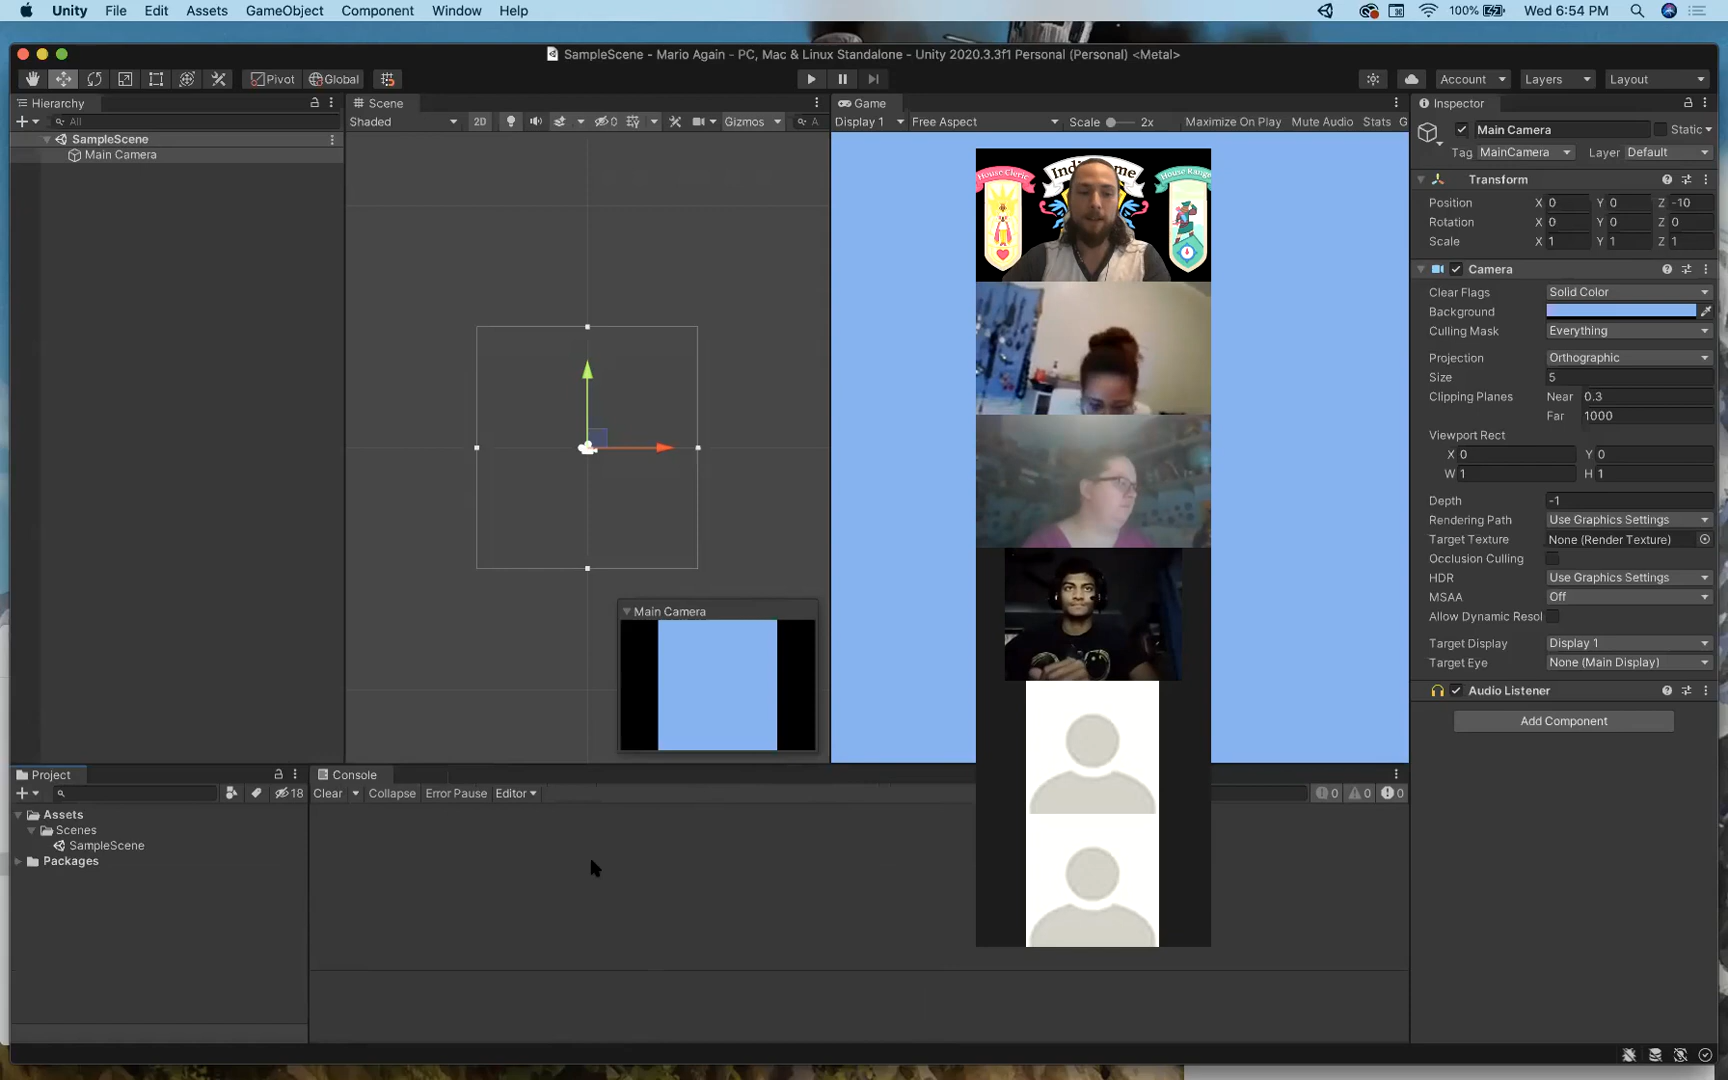 Unity File Edit Assets GameObject Component Window Help 100% Wed 6:54 PM
SampleScene - Mario Again - PC, Mac & Linux Standalone - Unity 2020.3.3f1 Personal (Personal) <Metal>
Pivot Global Account Layers Layout
Hierarchy Scene Game Inspector
All Shaded 2D 0 Gizmos A Display 1 Free Aspect Scale 2x Maximize On Play Mute Audio Stats G
SampleScene
Main Camera
Main Camera Static
Tag MainCamera Layer Default
Transform
Position X 0 Y 0 Z -10
Rotation X 0 Y 0 Z 0
Scale X 1 Y 1 Z 1
House Cleric
Camera
Clear Flags Solid Color
Background
Culling Mask Everything
Projection Orthographic
Size 5
Clipping Planes Near 0.3
Far 1000
Viewport Rect
X 0 Y 0
W 1 H 1
Depth -1
Rendering Path Use Graphics Settings
Target Texture None (Render Texture)
Occlusion Culling
HDR Use Graphics Settings
MSAA Off
Allow Dynamic Resol
Target Display Display 1
Target Eye None (Main Display)
Audio Listener
Add Component
Main Camera
Project Console
18 Clear Collapse Error Pause Editor 0 0 0
Assets
Scenes
SampleScene
Packages